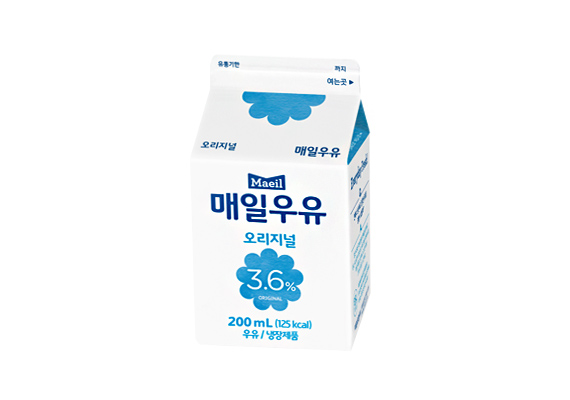 유통기한
까지
여는곳▶
오리지널
매일우유
Maeil
매일우유
오리지널
3.6%
ORIGINAL
200 mL (125 kcal)
우유 / 냉장제품